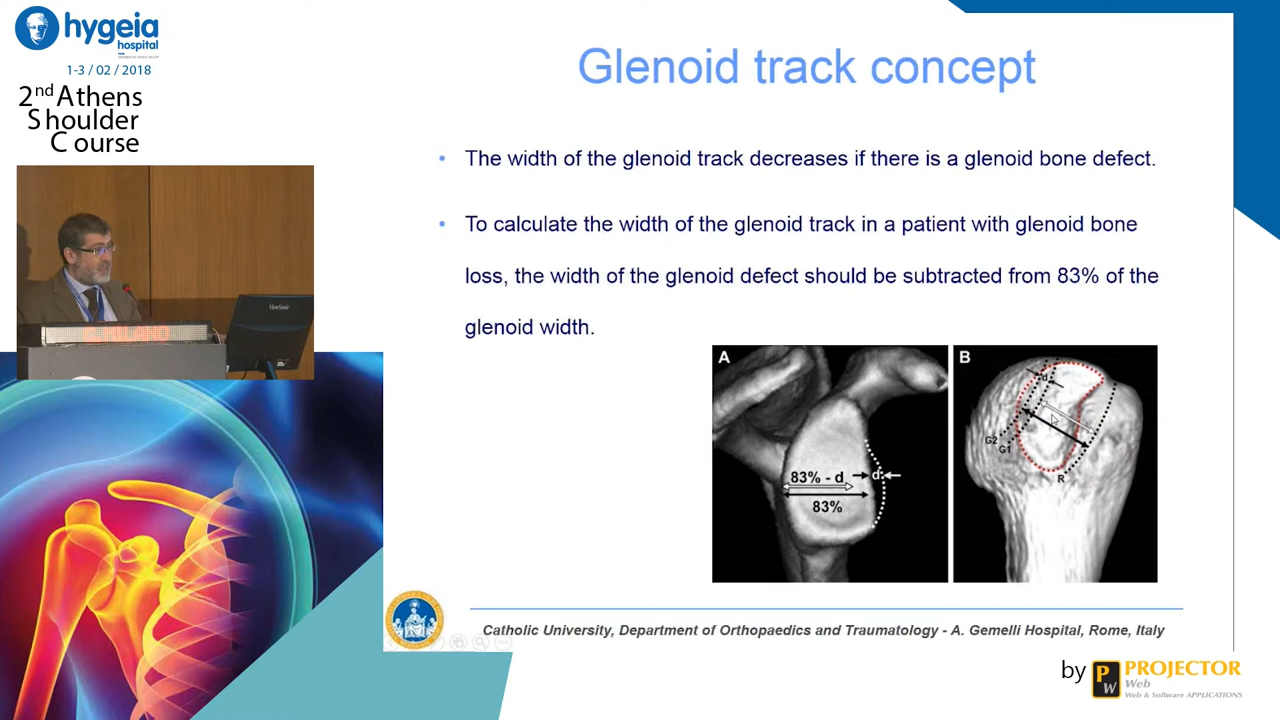 hygeia
hospital
1-3 / 02 / 2018
2nd Athens
Shoulder
Course
Glenoid track concept
• The width of the glenoid track decreases if there is a glenoid bone defect.
• To calculate the width of the glenoid track in a patient with glenoid bone
loss, the width of the glenoid defect should be subtracted from 83% of the
glenoid width.
A
83% - d
d
83%
B
d
G2
G1
R
ViewSonic
Catholic University, Department of Orthopaedics and Traumatology - A. Gemelli Hospital, Rome, Italy
by
PW
PROJECTOR
Web
Web & Software APPLICATIONS